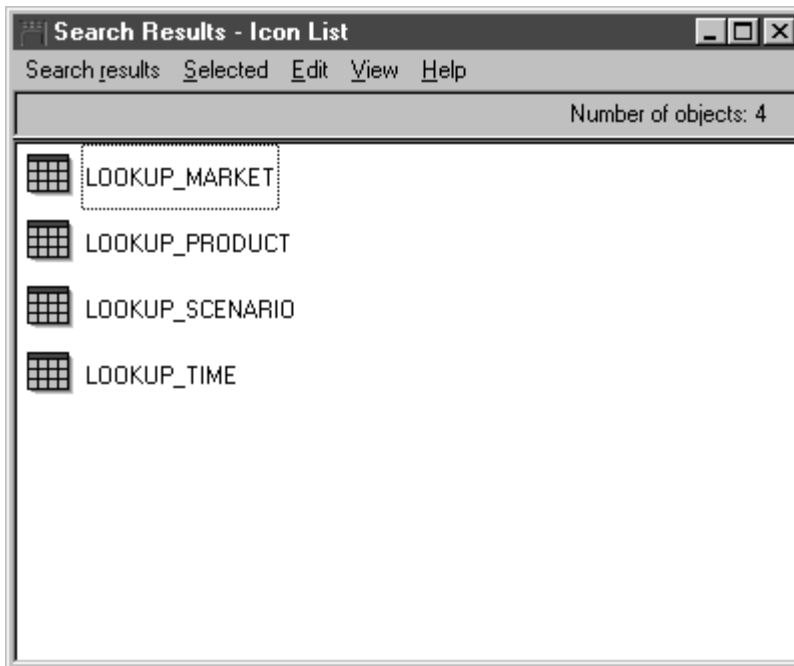 Search Results - Icon List
Search results Selected Edit View Help
Number of objects: 4
LOOKUP_MARKET
LOOKUP_PRODUCT
LOOKUP_SCENARIO
LOOKUP_TIME